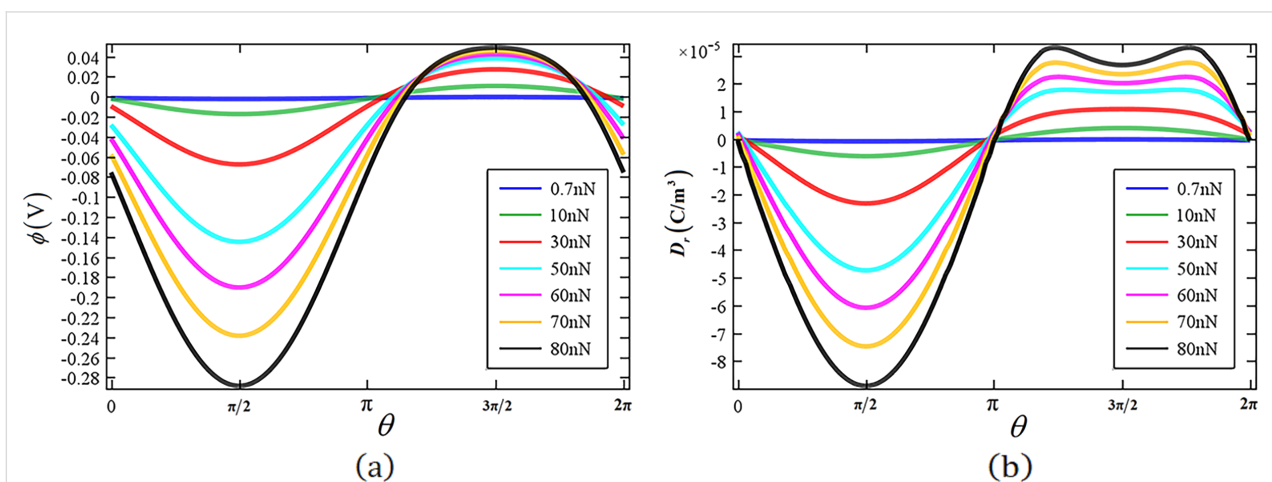 0.04
0.02
0
-0.02
-0.04
-0.06
-0.08
-0.1
-0.12
-0.14
-0.16
-0.18
-0.2
-0.22
-0.24
-0.26
-0.28
ϕ(V)
0.7nN
10nN
30nN
50nN
60nN
70nN
80nN
0 π/2 π 3π/2 2π
θ
(a)
×10⁻⁵
2
1
0
-1
-2
-3
-4
-5
-6
-7
-8
Dᵣ(C/m³)
0.7nN
10nN
30nN
50nN
60nN
70nN
80nN
0 π/2 π 3π/2 2π
θ
(b)